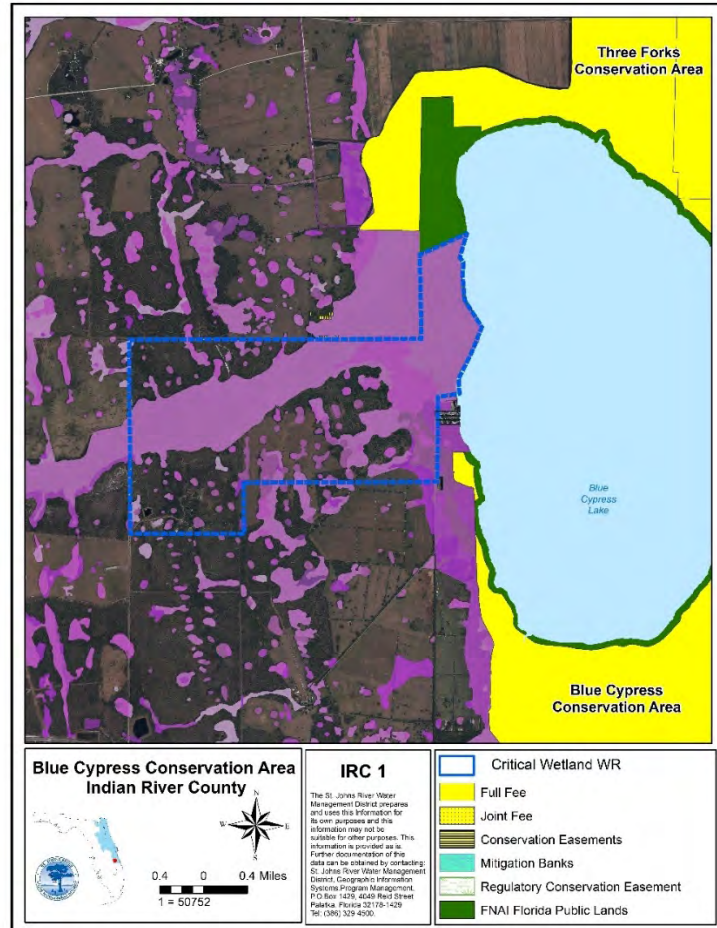 Three Forks
Conservation Area
Blue
Cypress
Lake
Blue Cypress
Conservation Area
Blue Cypress Conservation Area
Indian River County
N
W
E
S
0.4 0 0.4 Miles
1 = 50752
IRC 1
The St. Johns River Water
Management District prepares
and uses this information for
its own purposes and this
information may not be
suitable for other purposes. This
information is provided as is.
Further documentation of this
data can be obtained by contacting:
St. Johns River Water Management
District, Geographic Information
Systems Program Management,
P.O. Box 1429, 4049 Reid Street
Palatka, Florida 32178-1429
Tel: (386) 329-4500.
Critical Wetland WR
Full Fee
Joint Fee
Conservation Easements
Mitigation Banks
Regulatory Conservation Easement
FNAI Florida Public Lands